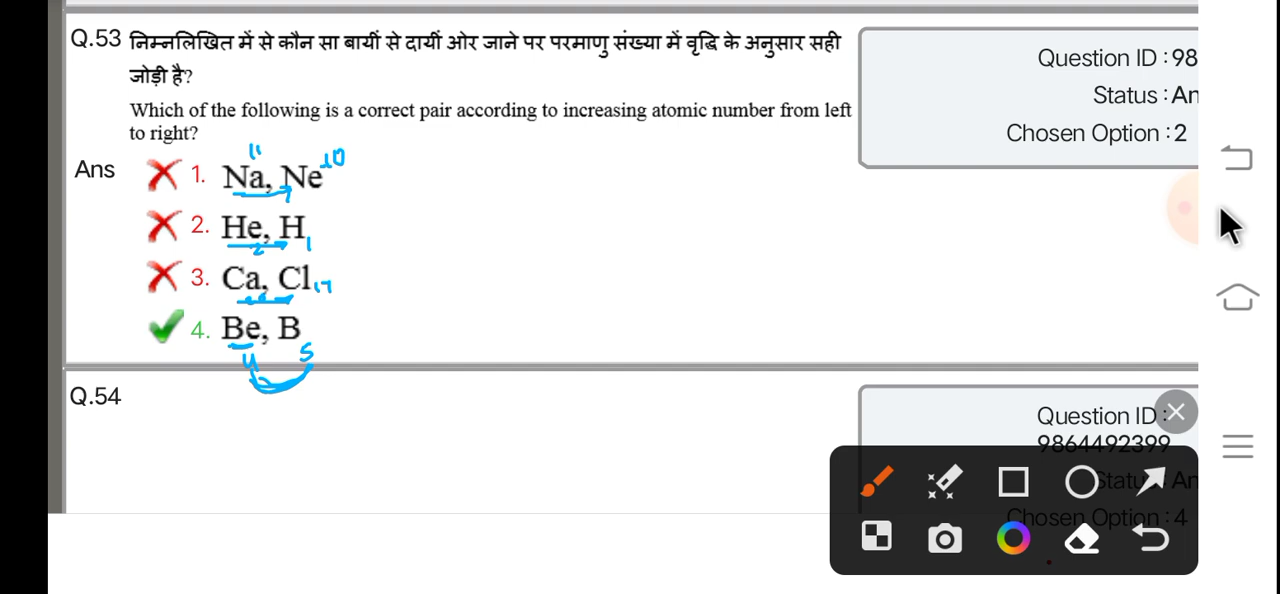 Q.53 निम्नलिखित में से कौन सा बायीं से दायीं ओर जाने पर परमाणु संख्या में वृद्धि के अनुसार सही
जोड़ी है?
Which of the following is a correct pair according to increasing atomic number from left
to right?
Ans
11 10
1. Na, Ne
2. He, H
2 1
3. Ca, Cl 17
4. Be, B
4 5
Question ID : 98
Status : An
Chosen Option : 2
Q.54
Question ID :
9864492399
Statu An
Chosen Option : 4